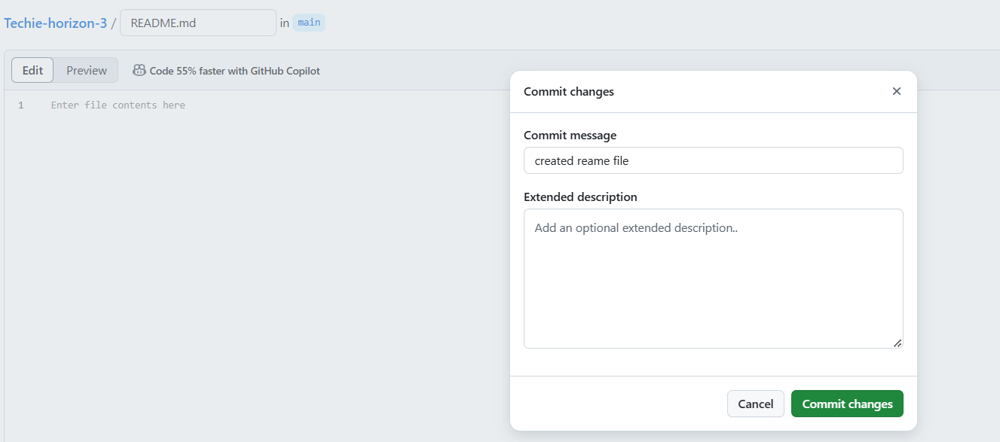 Techie-horizon-3 / README.md in main
Edit Preview Code 55% faster with GitHub Copilot
1 Enter file contents here
Commit changes
Commit message
created reame file
Extended description
Add an optional extended description..
Cancel Commit changes